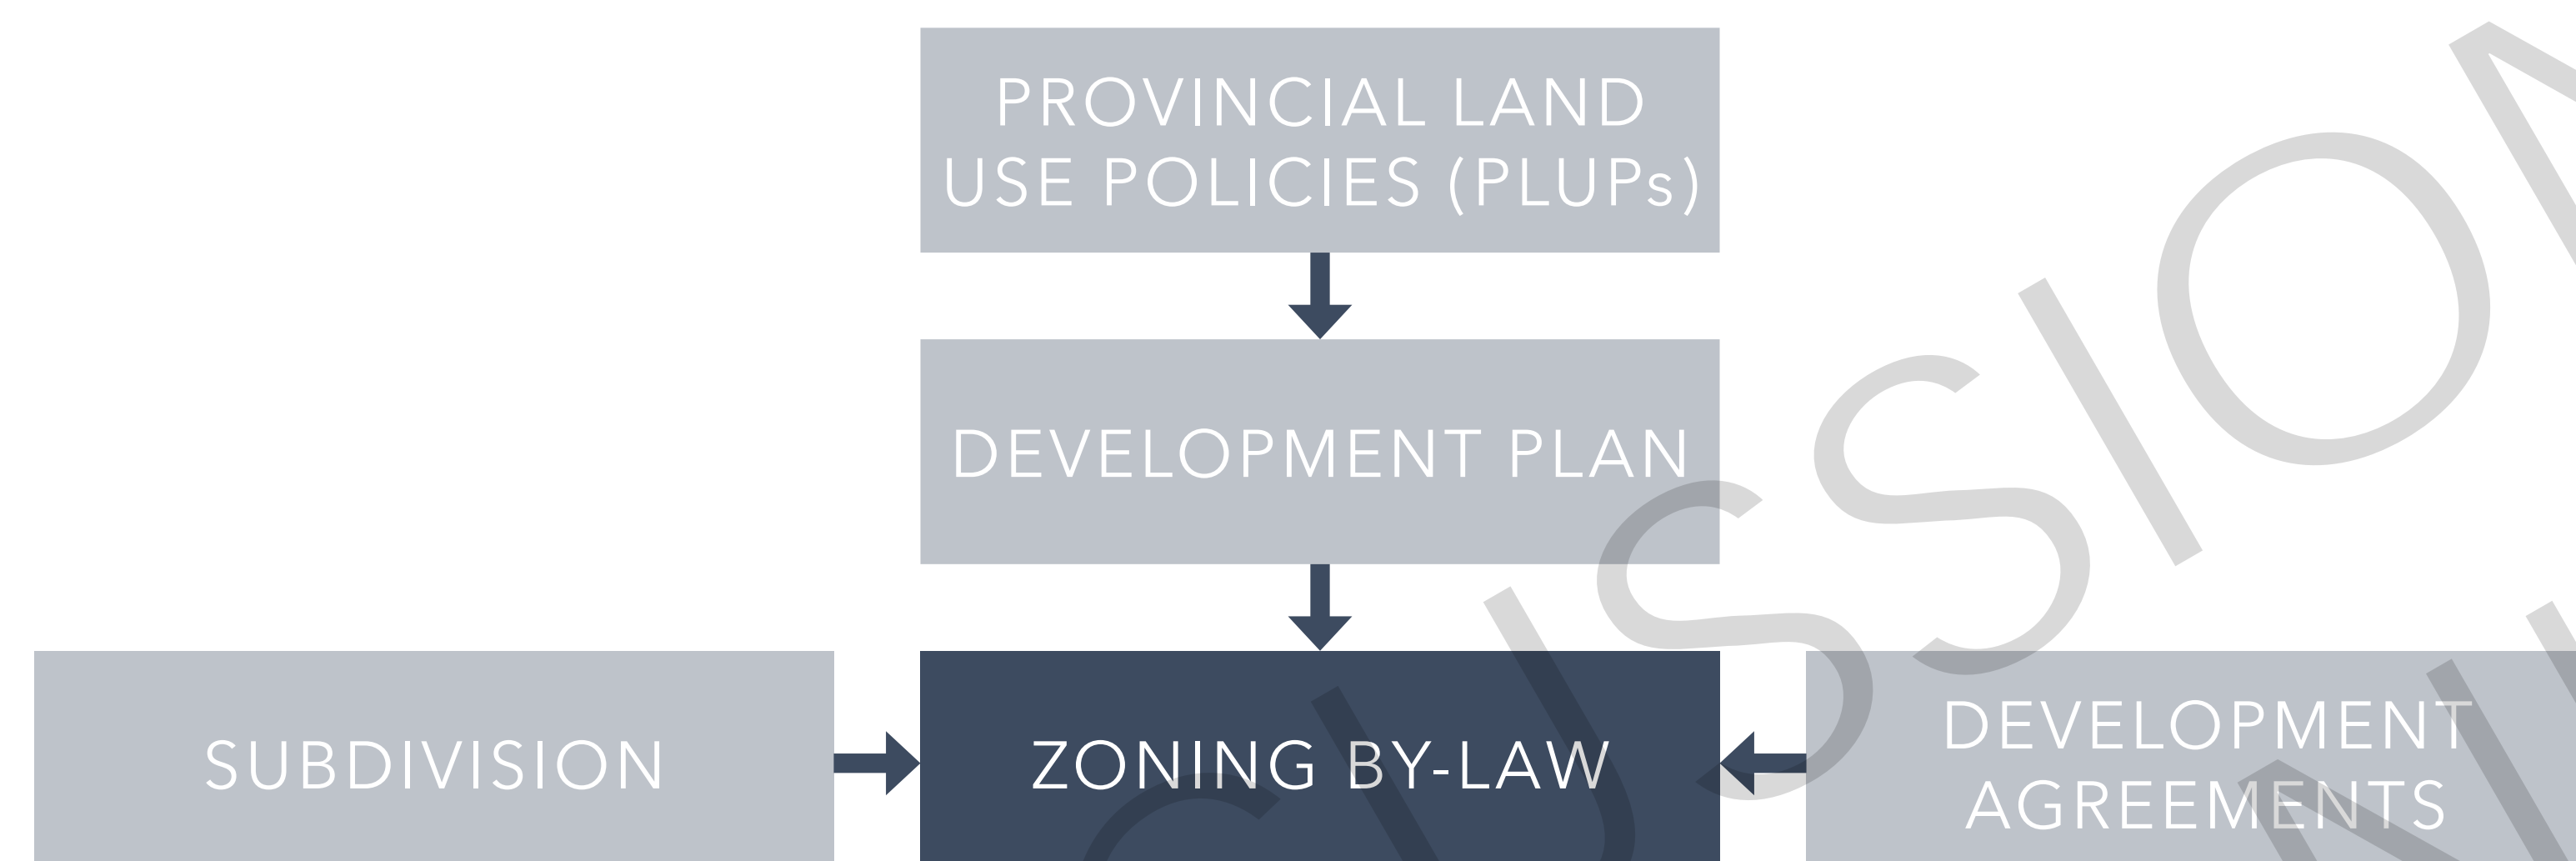 PROVINCIAL LAND
USE POLICIES (PLUPs)
DEVELOPMENT PLAN
SUBDIVISION
ZONING BY-LAW
DEVELOPMENT
AGREEMENTS